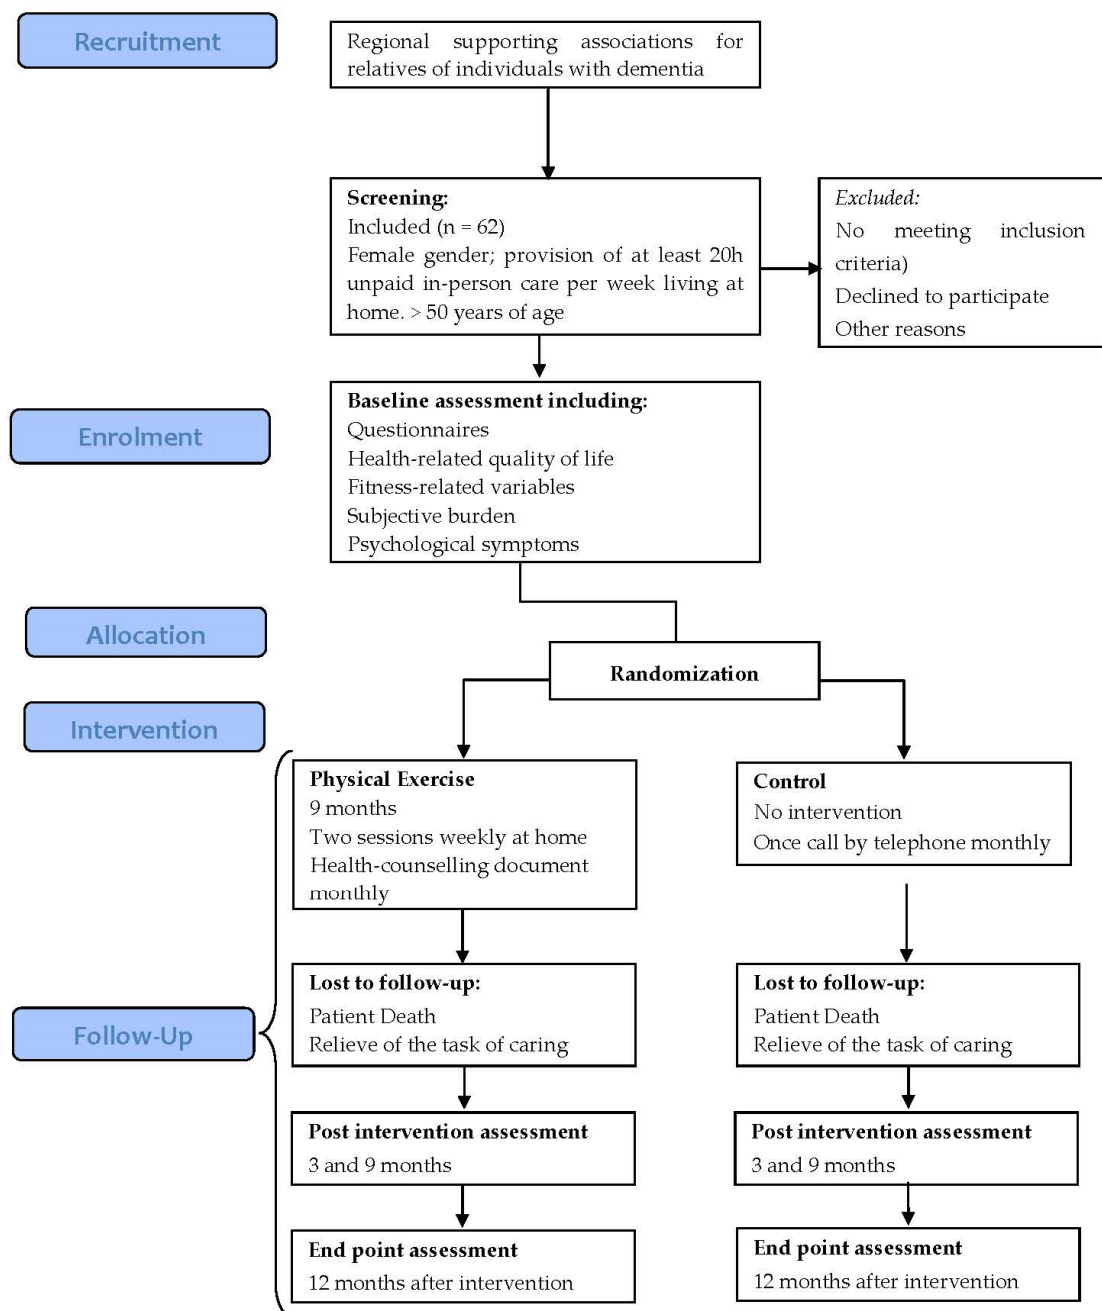 Recruitment
Regional supporting associations for
relatives of individuals with dementia
Screening:
Included (n = 62)
Female gender; provision of at least 20h
unpaid in-person care per week living at
home. > 50 years of age
Excluded:
No meeting inclusion
criteria)
Declined to participate
Other reasons
Enrolment
Baseline assessment including:
Questionnaires
Health-related quality of life
Fitness-related variables
Subjective burden
Psychological symptoms
Allocation
Randomization
Intervention
Physical Exercise
9 months
Two sessions weekly at home
Health-counselling document
monthly
Control
No intervention
Once call by telephone monthly
Follow-Up
Lost to follow-up:
Patient Death
Relieve of the task of caring
Lost to follow-up:
Patient Death
Relieve of the task of caring
Post intervention assessment
3 and 9 months
Post intervention assessment
3 and 9 months
End point assessment
12 months after intervention
End point assessment
12 months after intervention